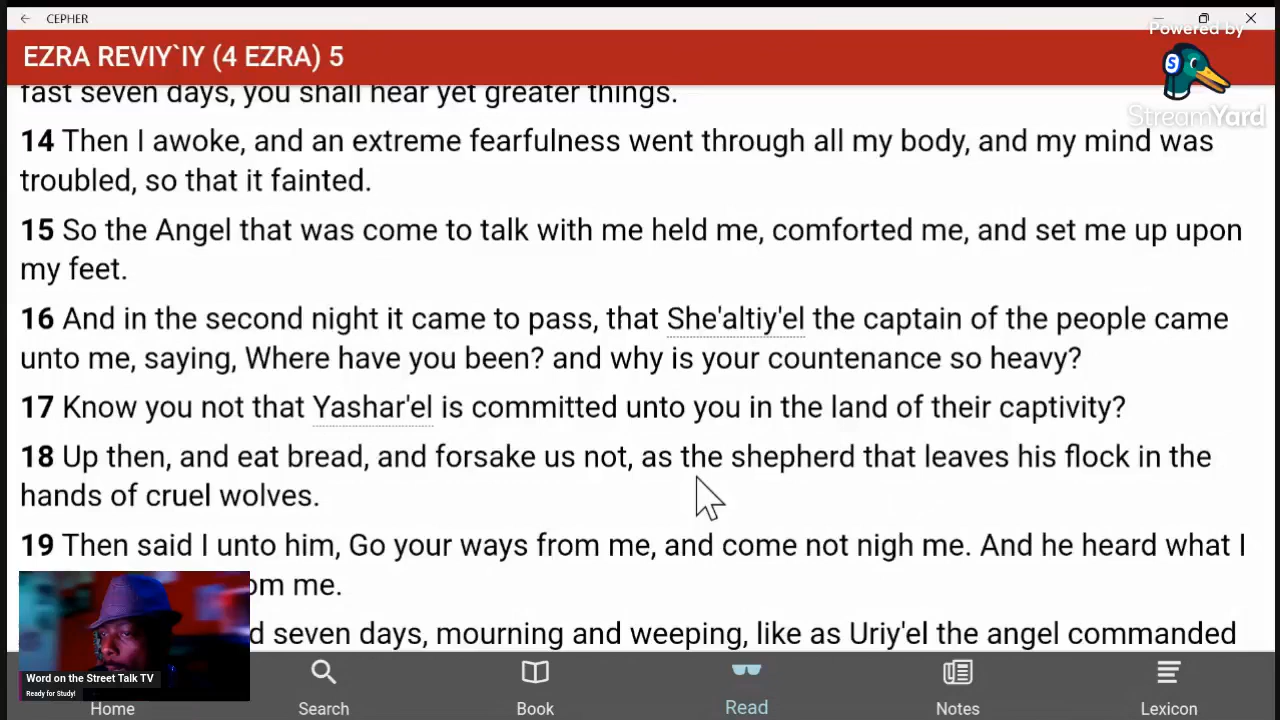 CEPHER
Powered by
EZRA REVIY`IY (4 EZRA) 5
StreamYard
fast seven days, you shall hear yet greater things.
14 Then I awoke, and an extreme fearfulness went through all my body, and my mind was
troubled, so that it fainted.
15 So the Angel that was come to talk with me held me, comforted me, and set me up upon
my feet.
16 And in the second night it came to pass, that She'altiy'el the captain of the people came
unto me, saying, Where have you been? and why is your countenance so heavy?
17 Know you not that Yashar'el is committed unto you in the land of their captivity?
18 Up then, and eat bread, and forsake us not, as the shepherd that leaves his flock in the
hands of cruel wolves.
19 Then said I unto him, Go your ways from me, and come not nigh me. And he heard what I
me.
seven days, mourning and weeping, like as Uriy'el the angel commanded
Word on the Street Talk TV
Ready for Study!
Home Search Book Read Notes Lexicon